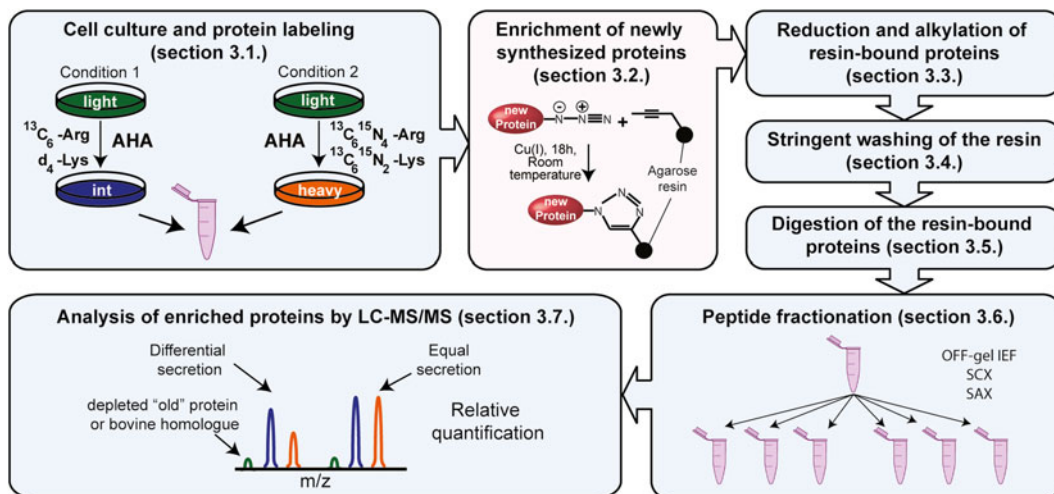 Cell culture and protein labeling
(section 3.1.)
Condition 1
Condition 2
light
light
¹³C₆-Arg
d₄-Lys
AHA
AHA
¹³C₆¹⁵N₄-Arg
¹³C₆¹⁵N₂-Lys
int
heavy
Enrichment of newly
synthesized proteins
(section 3.2.)
new
Protein
N
N
N
+
Cu(I), 18h,
Room
temperature
Agarose
resin
new
Protein
N
N
N
Reduction and alkylation of
resin-bound proteins
(section 3.3.)
Stringent washing of the resin
(section 3.4.)
Digestion of the resin-bound
proteins (section 3.5.)
Peptide fractionation (section 3.6.)
OFF-gel IEF
SCX
SAX
Analysis of enriched proteins by LC-MS/MS (section 3.7.)
Differential
secretion
Equal
secretion
depleted "old" protein
or bovine homologue
Relative
quantification
m/z